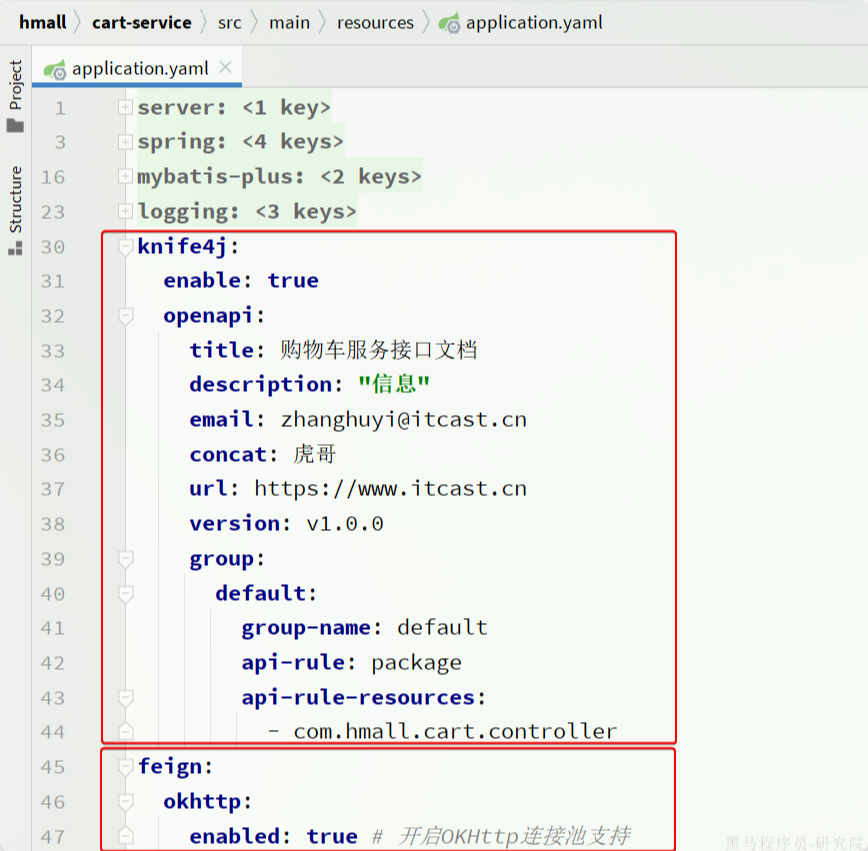 hmall cart-service src main resources application.yaml
application.yaml
Project
Structure
1 server: <1 key>
3 spring: <4 keys>
16 mybatis-plus: <2 keys>
23 logging: <3 keys>
30 knife4j:
31 enable: true
32 openapi:
33 title: 购物车服务接口文档
34 description: "信息"
35 email: zhanghuyi@itcast.cn
36 concat: 虎哥
37 url: https://www.itcast.cn
38 version: v1.0.0
39 group:
40 default:
41 group-name: default
42 api-rule: package
43 api-rule-resources:
44 - com.hmall.cart.controller
45 feign:
46 okhttp:
47 enabled: true # 开启OKHttp连接池支持
黑马程序员-研究院